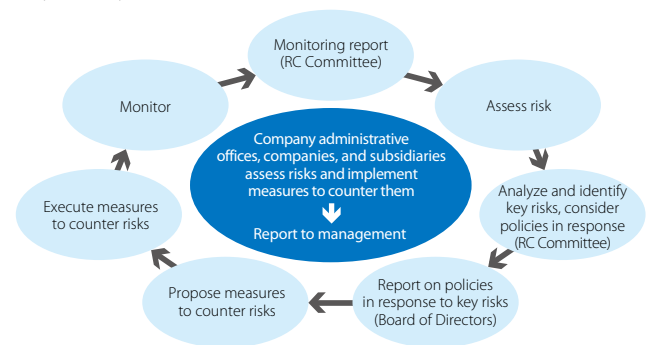 Monitoring report
(RC Committee)
Monitor
Assess risk
Company administrative
offices, companies, and subsidiaries
assess risks and implement
measures to counter them
Report to management
Execute measures
to counter risks
Analyze and identify
key risks, consider
policies in response
(RC Committee)
Propose measures
to counter risks
Report on policies
in response to key risks
(Board of Directors)